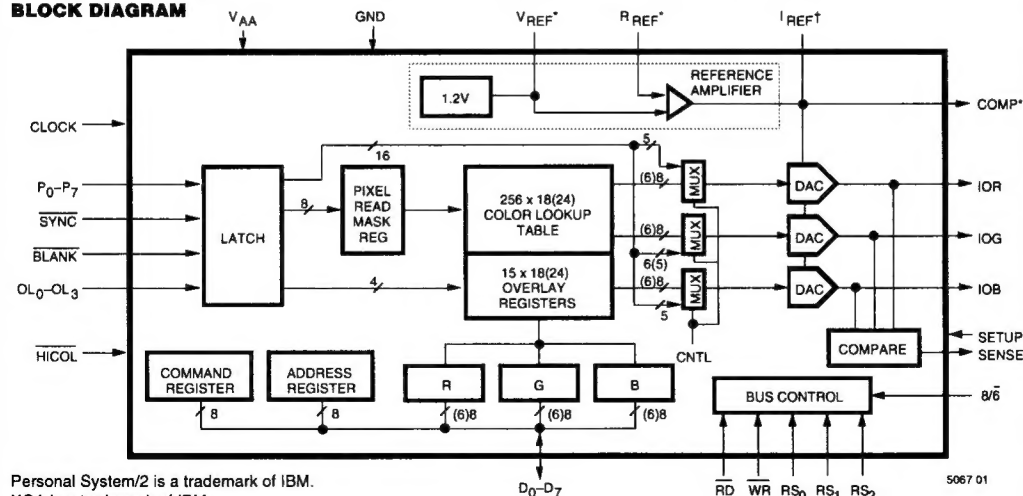 BLOCK DIAGRAM
VAA
GND
VREF*
RREF*
IREF†
1.2V
REFERENCE
AMPLIFIER
COMP*
CLOCK
P0–P7
SYNC
BLANK
OL0–OL3
HICOL
LATCH
16
8
4
PIXEL
READ
MASK
REG
256 x 18(24)
COLOR LOOKUP
TABLE
15 x 18(24)
OVERLAY
REGISTERS
5
(6)8
(6)8
6(5)
(6)8
5
MUX
MUX
MUX
CNTL
DAC
DAC
DAC
IOR
IOG
IOB
COMPARE
SETUP
SENSE
COMMAND
REGISTER
8
ADDRESS
REGISTER
8
R
G
B
(6)8
(6)8
(6)8
BUS CONTROL
8/6
D0–D7
RD
WR
RS0
RS1
RS2
5067 01
Personal System/2 is a trademark of IBM.